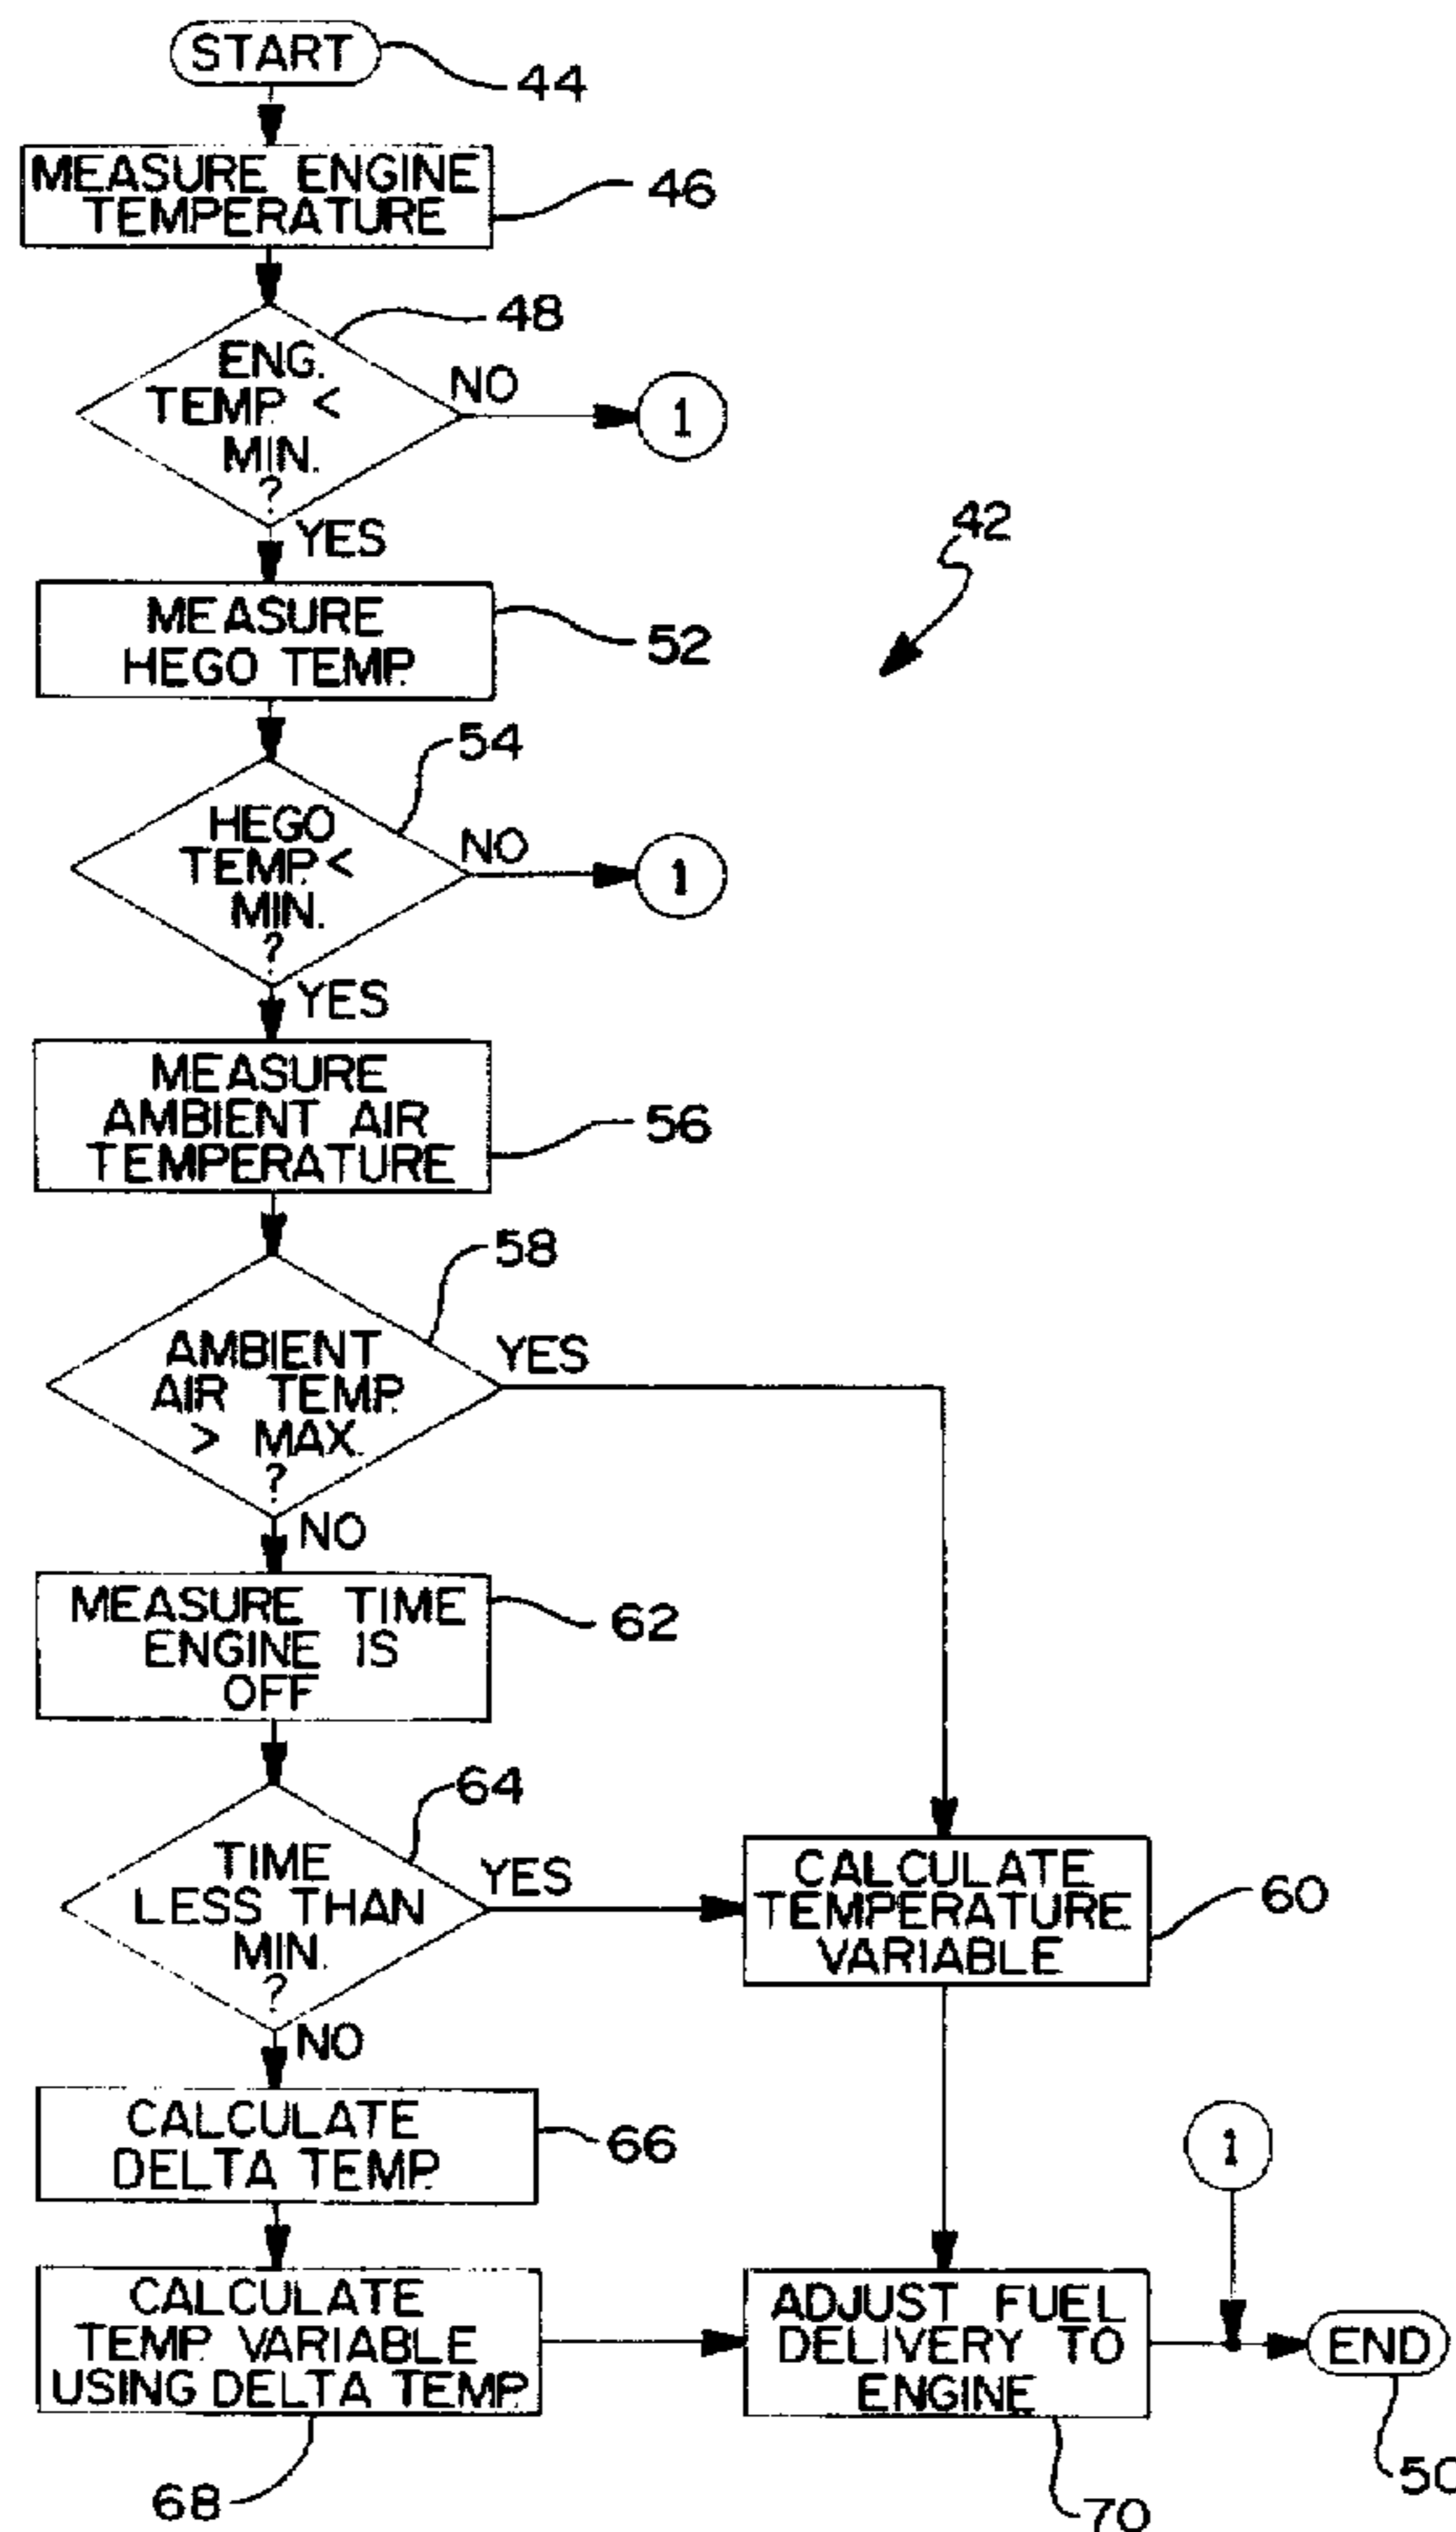 START
44
MEASURE ENGINE
TEMPERATURE
46
48
ENG.
TEMP. <
MIN.
?
NO
1
YES
42
MEASURE
HEGO TEMP.
52
54
HEGO
TEMP. <
MIN.
?
NO
1
YES
MEASURE
AMBIENT AIR
TEMPERATURE
56
58
AMBIENT
AIR TEMP.
> MAX.
?
YES
NO
MEASURE TIME
ENGINE IS
OFF
62
64
TIME
LESS THAN
MIN.
?
YES
NO
CALCULATE
TEMPERATURE
VARIABLE
60
CALCULATE
DELTA TEMP.
66
1
CALCULATE
TEMP. VARIABLE
USING DELTA TEMP.
68
ADJUST FUEL
DELIVERY TO
ENGINE
70
END
50